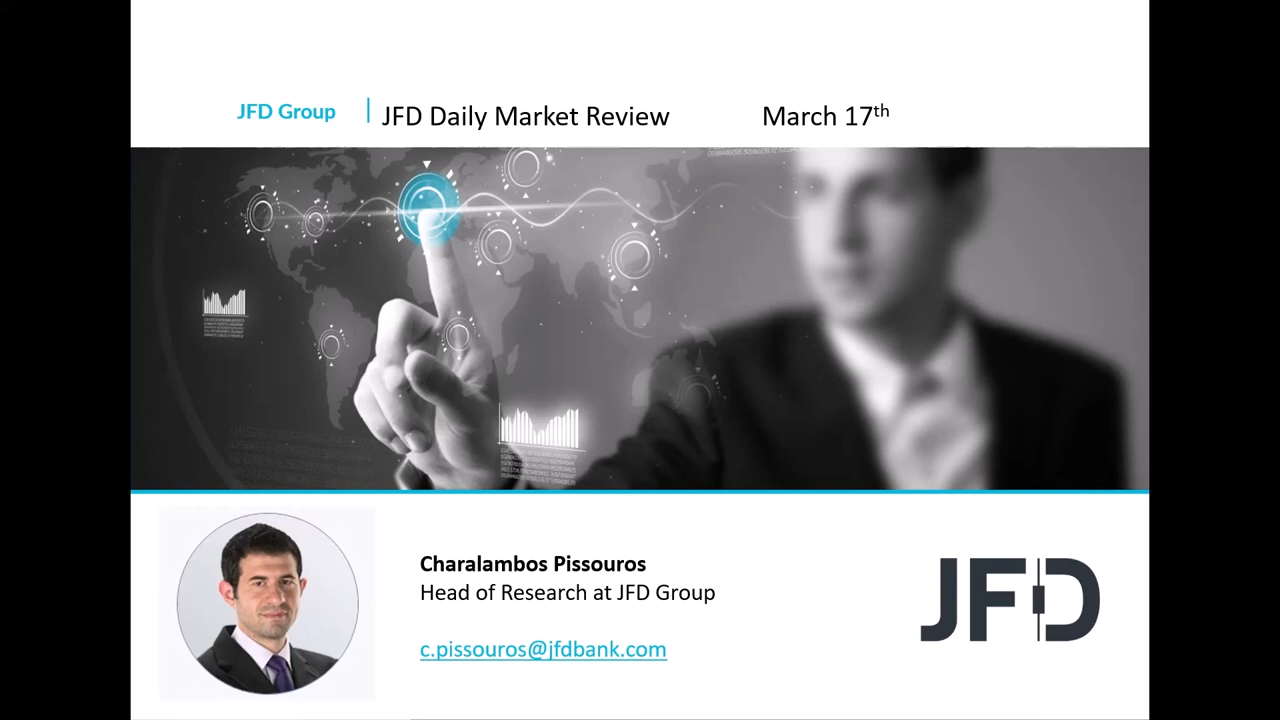 JFD Group
JFD Daily Market Review March 17th
Charalambos Pissouros
Head of Research at JFD Group
c.pissouros@jfdbank.com
JFD